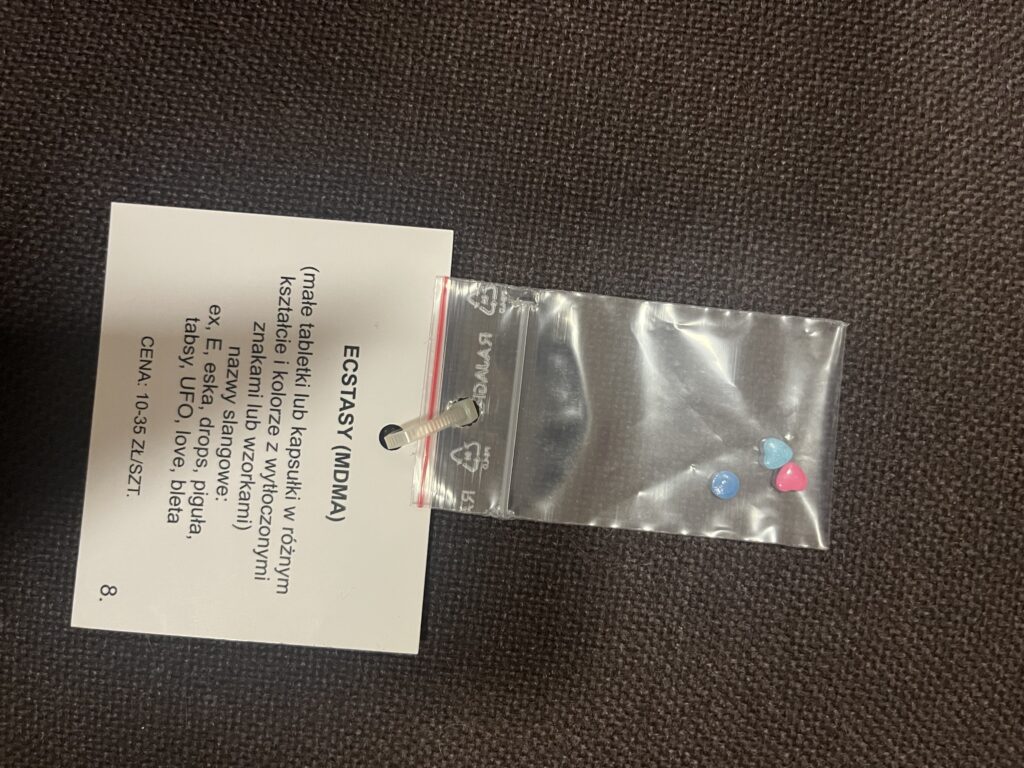 ECSTASY (MDMA)
(małe tabletki lub kapsułki w różnym
kształcie i kolorze z wytłoczonymi
znakami lub wzorkami)
nazwy slangowe:
ex, E, eska, drops, piguła,
tabsy, UFO, love, bleta
CENA: 10-35 ZŁ/SZT.
8.